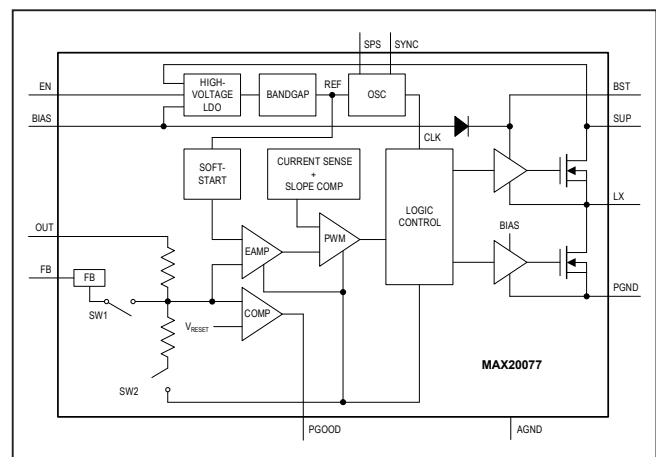 SPS
SYNC
EN
HIGH-
VOLTAGE
LDO
BANDGAP
REF
OSC
BST
BIAS
SUP
CLK
SOFT-
START
CURRENT SENSE
+
SLOPE COMP
LOGIC
CONTROL
LX
OUT
EAMP
PWM
BIAS
FB
FB
SW1
COMP
PGND
VRESET
SW2
MAX20077
PGOOD
AGND